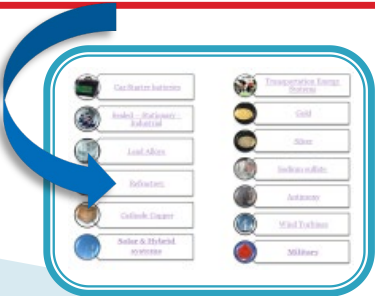 Car Starter batteries
Sealed – Stationary -
Industrial
Lead Alloys
Refractory
Cathode Copper
Solar & Hybrid
systems
Transportation Energy
Systems
Gold
Silver
Sodium sulfate
Antimony
Wind Turbines
Military